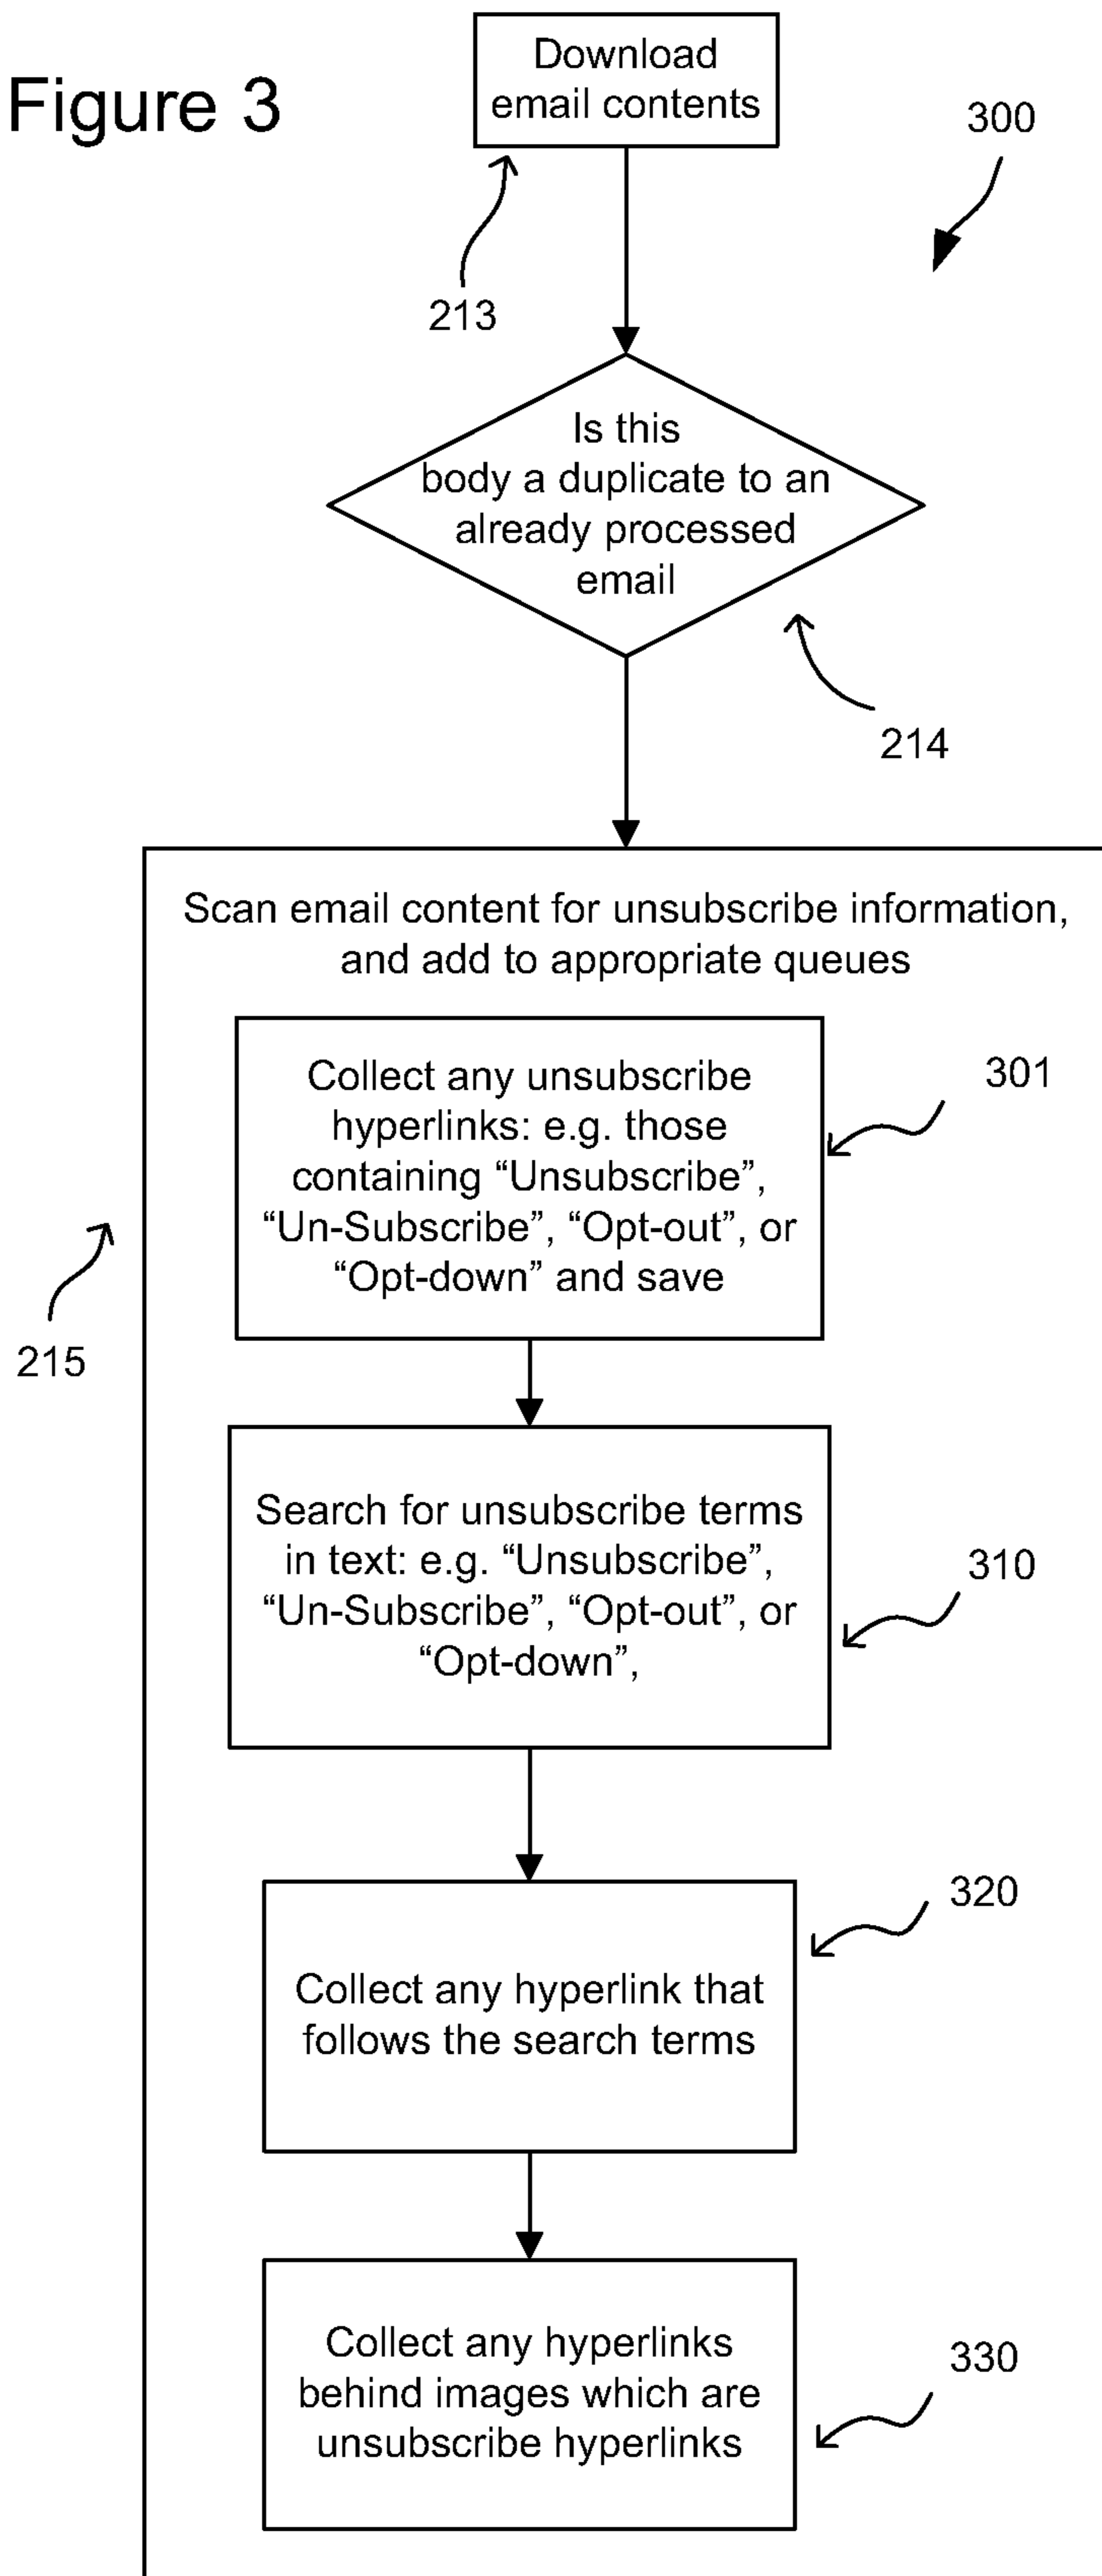 Figure 3
Download
email contents
300
213
Is this
body a duplicate to an
already processed
email
214
Scan email content for unsubscribe information,
and add to appropriate queues
Collect any unsubscribe
hyperlinks: e.g. those
containing “Unsubscribe”,
“Un-Subscribe”, “Opt-out”, or
“Opt-down” and save
301
215
Search for unsubscribe terms
in text: e.g. “Unsubscribe”,
“Un-Subscribe”, “Opt-out”, or
“Opt-down”,
310
320
Collect any hyperlink that
follows the search terms
Collect any hyperlinks
behind images which are
unsubscribe hyperlinks
330